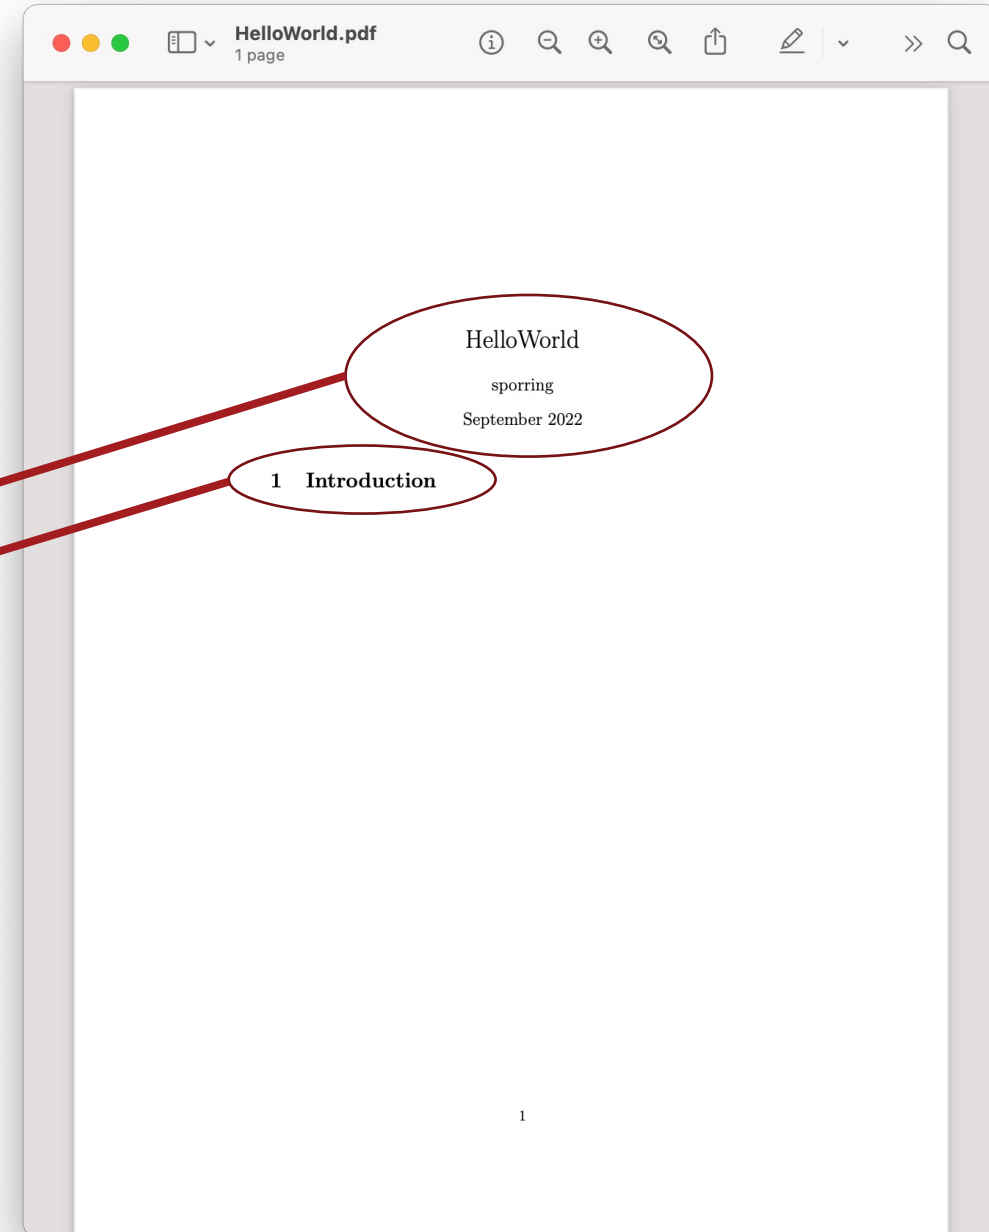 HelloWorld.pdf
1 page
HelloWorld
sporring
September 2022
1 Introduction
1